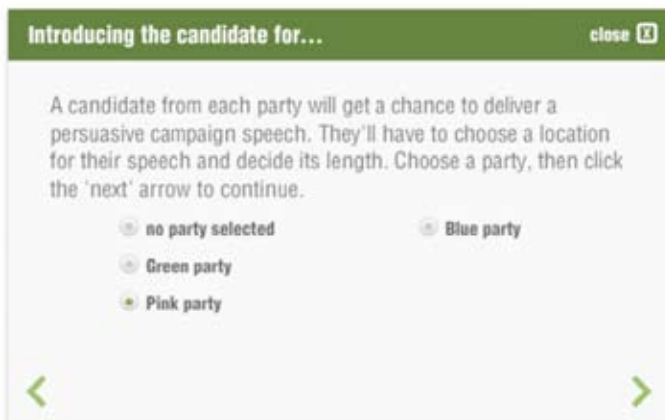 Introducing the candidate for...
close X
A candidate from each party will get a chance to deliver a
persuasive campaign speech. They'll have to choose a location
for their speech and decide its length. Choose a party, then click
the 'next' arrow to continue.
no party selected
Blue party
Green party
Pink party